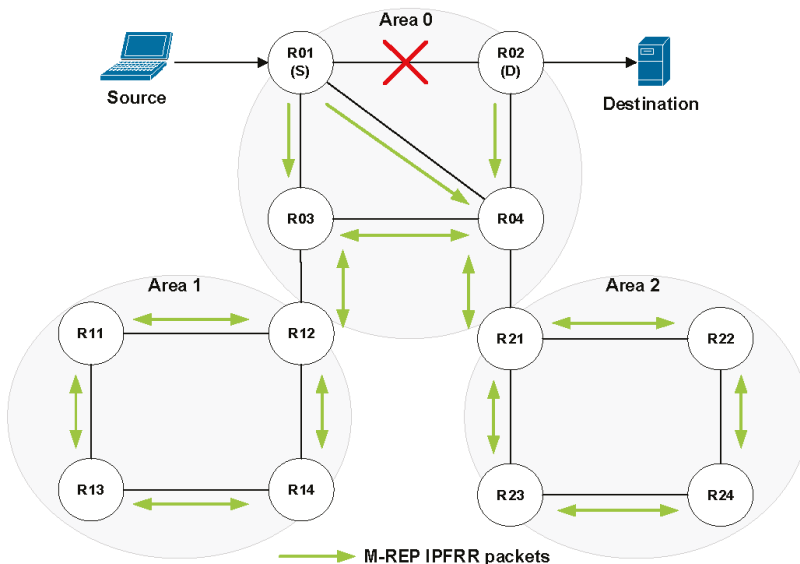 Area 0
R01
(S)
R02
(D)
Source
Destination
R03
R04
Area 1
Area 2
R11
R12
R21
R22
R13
R14
R23
R24
M-REP IPFRR packets